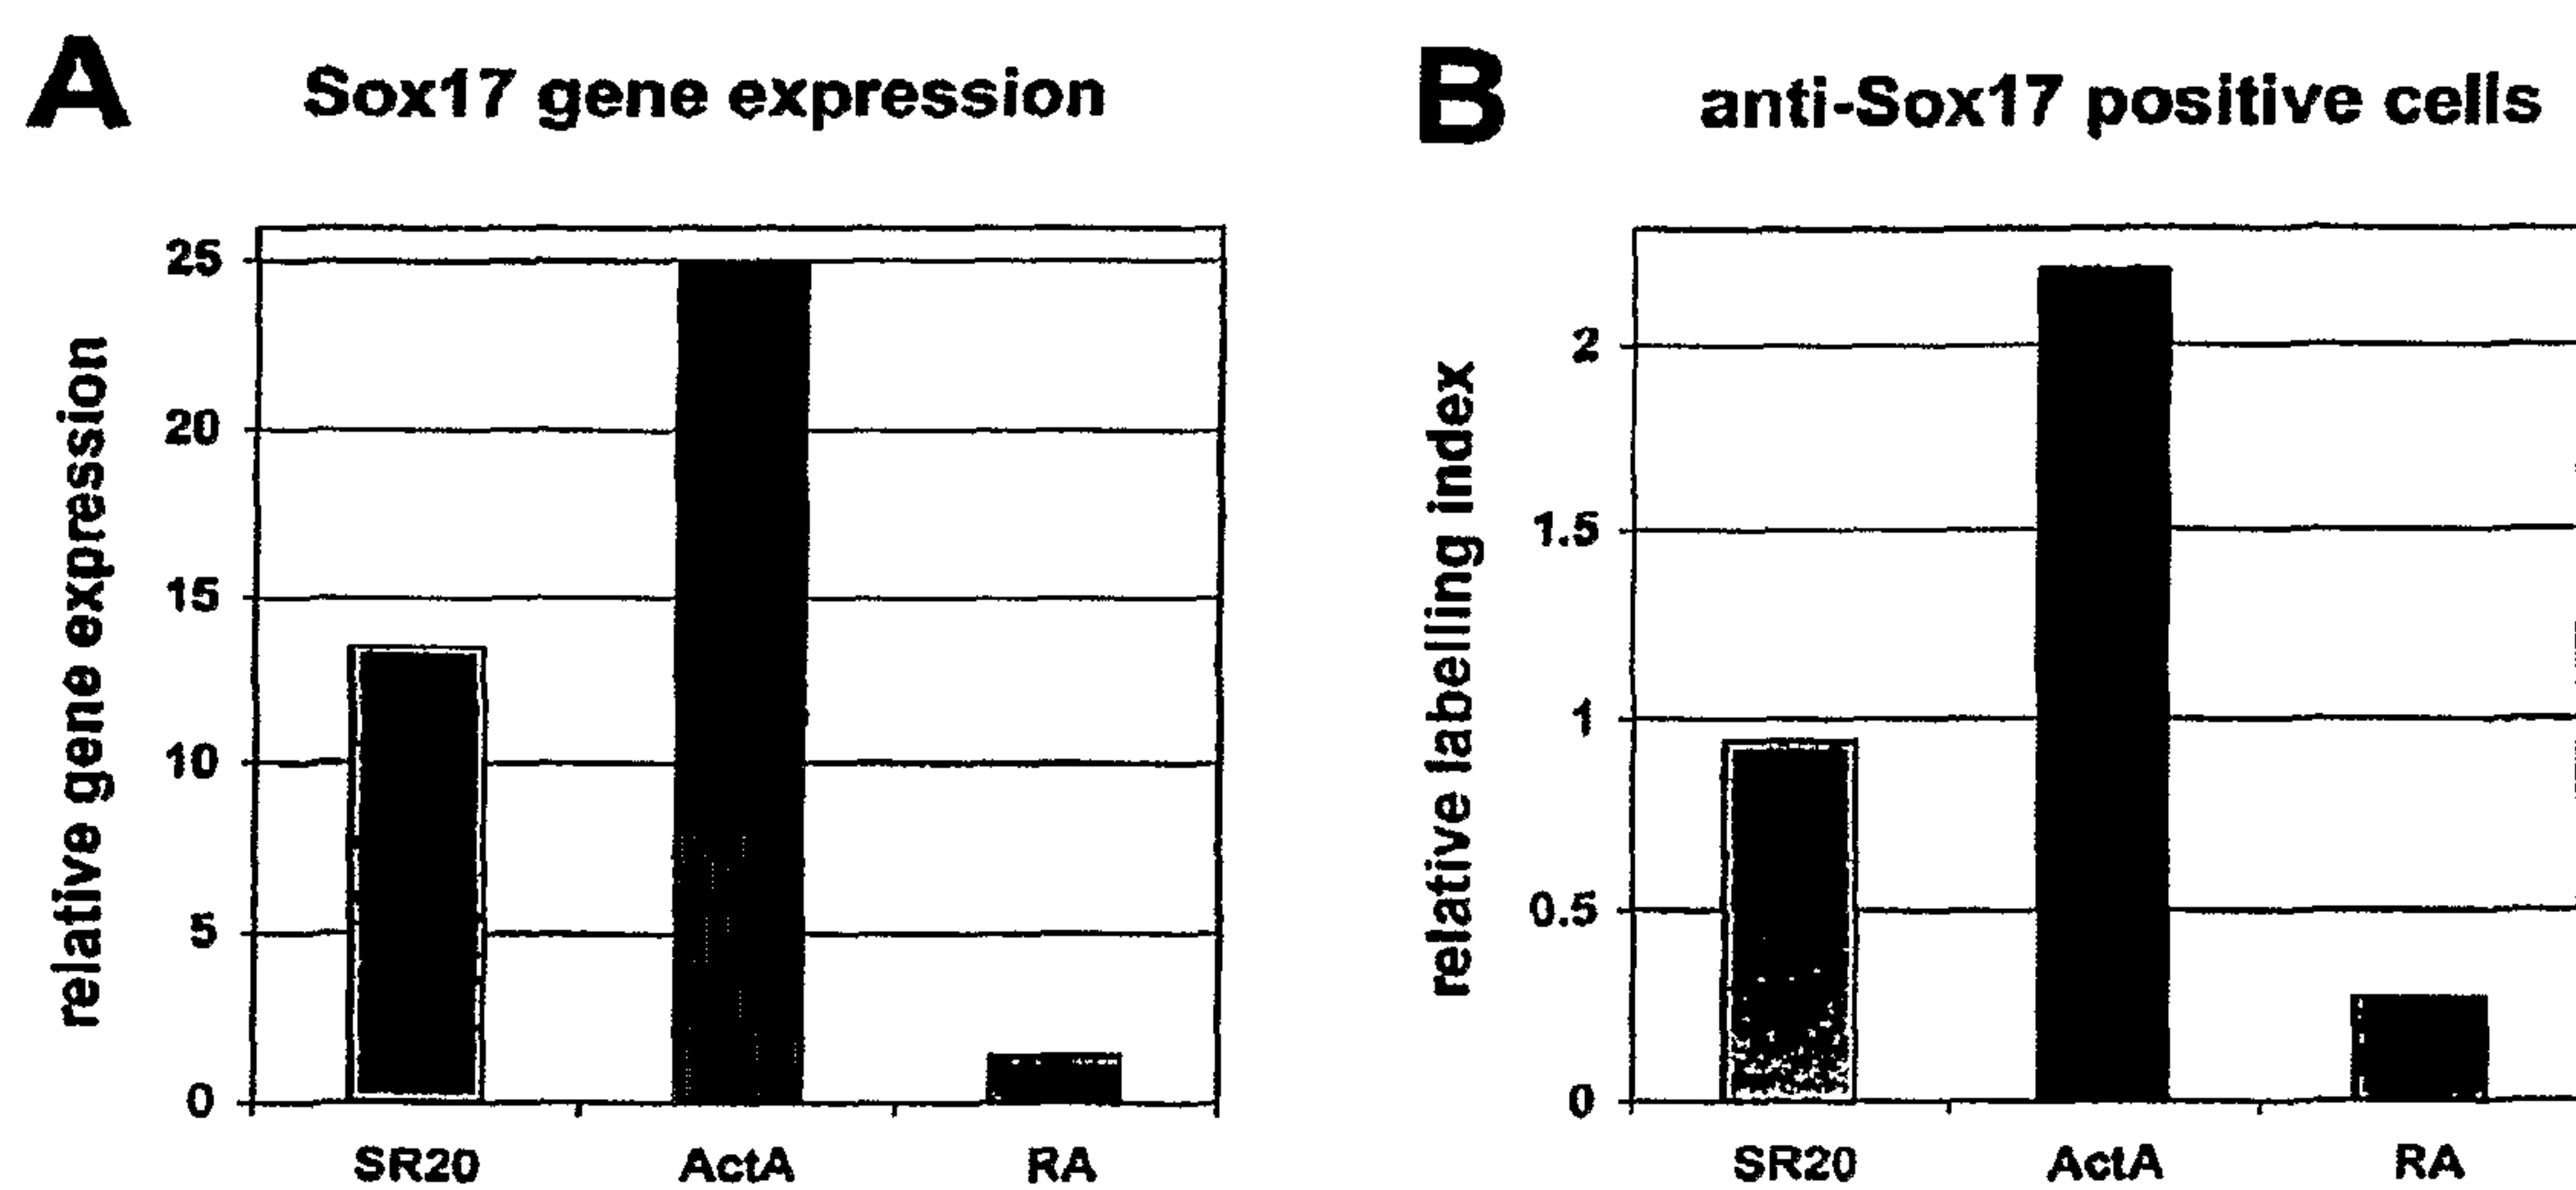 A
Sox17 gene expression
relative gene expression
25
20
15
10
5
0
SR20
ActA
RA
B
anti-Sox17 positive cells
relative labelling index
2
1.5
1
0.5
0
SR20
ActA
RA